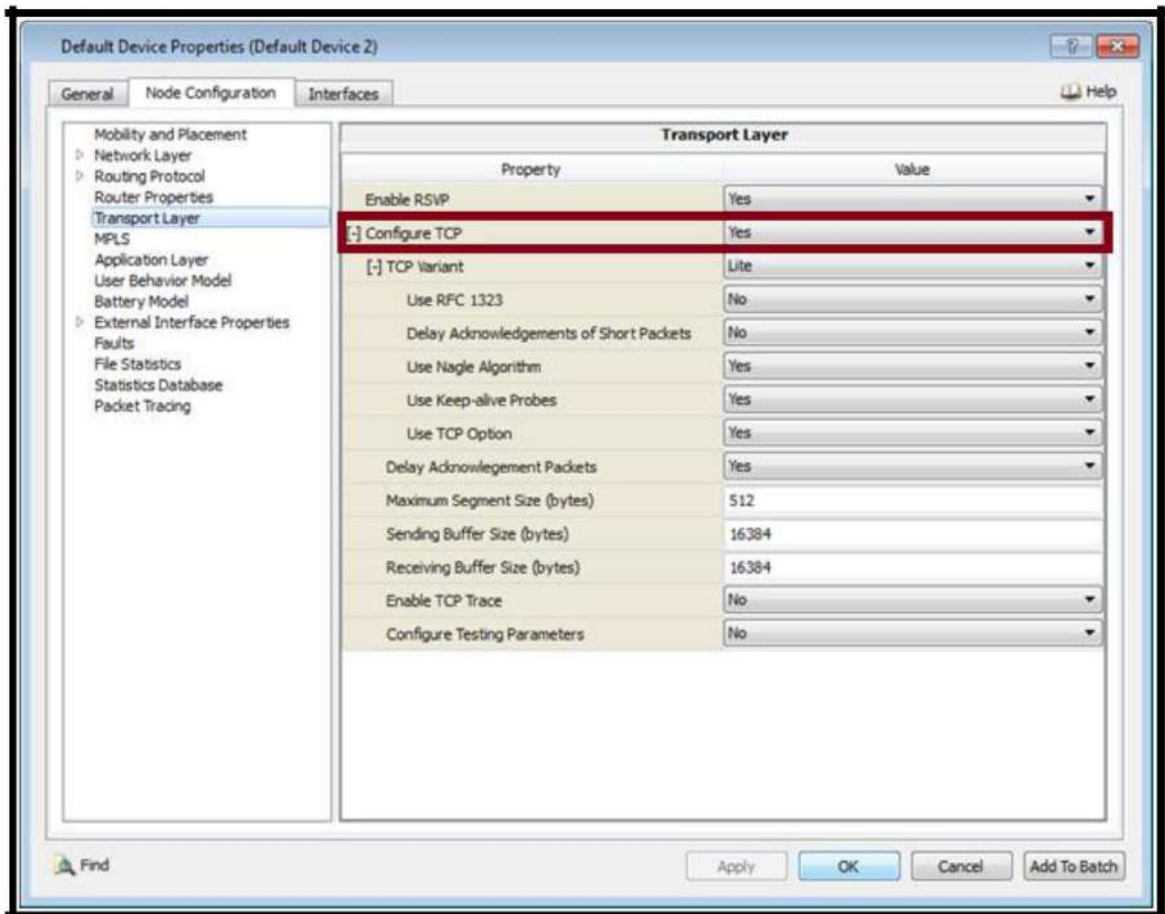 Default Device Properties (Default Device 2)
General Node Configuration Interfaces Help
Mobility and Placement
Network Layer
Routing Protocol
Router Properties
Transport Layer
MPLS
Application Layer
User Behavior Model
Battery Model
External Interface Properties
Faults
File Statistics
Statistics Database
Packet Tracing
Transport Layer
Property Value
Enable RSVP Yes
[-] Configure TCP Yes
[-] TCP Variant Lite
Use RFC 1323 No
Delay Acknowledgements of Short Packets No
Use Nagle Algorithm Yes
Use Keep-alive Probes Yes
Use TCP Option Yes
Delay Acknowlegement Packets Yes
Maximum Segment Size (bytes) 512
Sending Buffer Size (bytes) 16384
Receiving Buffer Size (bytes) 16384
Enable TCP Trace No
Configure Testing Parameters No
Find Apply OK Cancel Add To Batch